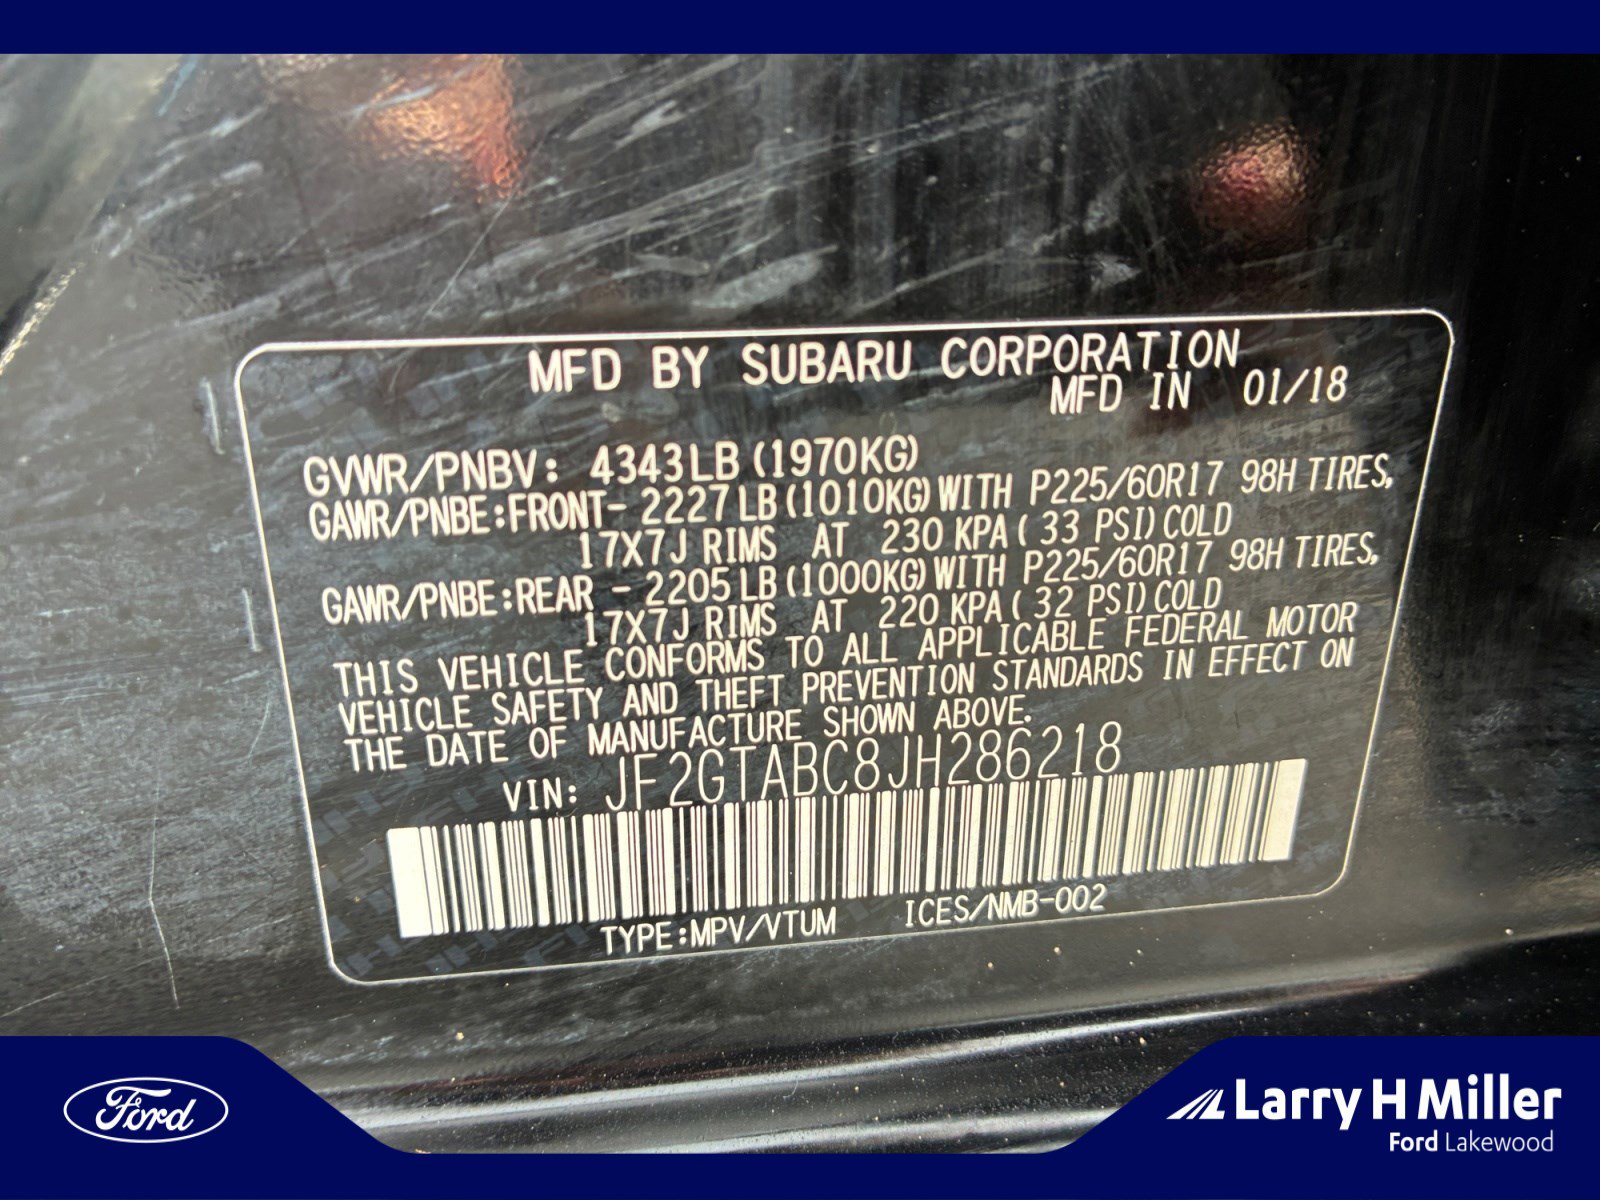 MFD BY SUBARU CORPORATION
MFD IN 01/18
GVWR/PNBV: 4343LB (1970KG)
GAWR/PNBE:FRONT- 2227LB (1010KG) WITH P225/60R17 98H TIRES,
17X7J RIMS AT 230 KPA ( 33 PSI) COLD
GAWR/PNBE:REAR - 2205LB (1000KG) WITH P225/60R17 98H TIRES,
17X7J RIMS AT 220 KPA ( 32 PSI) COLD
THIS VEHICLE CONFORMS TO ALL APPLICABLE FEDERAL MOTOR
VEHICLE SAFETY AND THEFT PREVENTION STANDARDS IN EFFECT ON
THE DATE OF MANUFACTURE SHOWN ABOVE.
VIN: JF2GTABC8JH286218
TYPE:MPV/VTUM ICES/NMB-002
Ford
Larry H Miller
Ford Lakewood